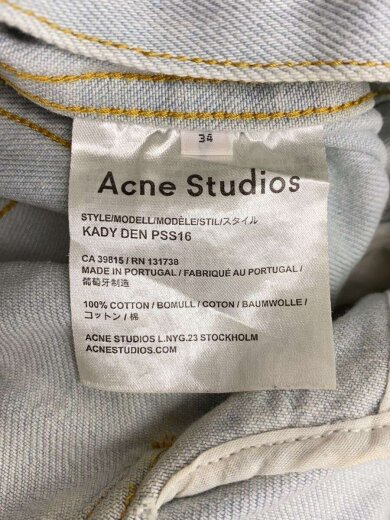 34
Acne Studios
STYLE/MODELL/MODÈLE/STIL/スタイル
KADY DEN PSS16
CA 39815 / RN 131738
MADE IN PORTUGAL / FABRIQUÉ AU PORTUGAL /
葡萄牙制造
100% COTTON / BOMULL / COTON / BAUMWOLLE /
コットン / 棉
ACNE STUDIOS L.NYG.23 STOCKHOLM
ACNESTUDIOS.COM